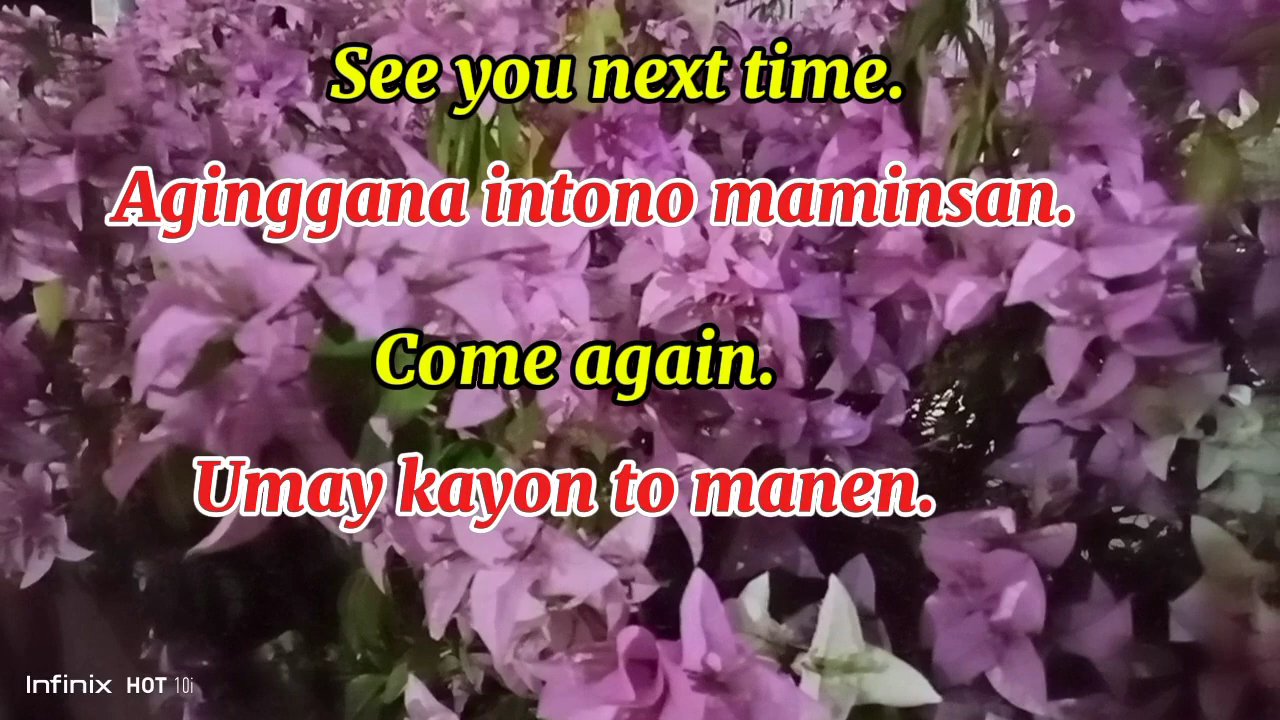 See you next time.
Aginggana intono maminsan.
Come again.
Umay kayon to manen.
Infinix HOT 10i